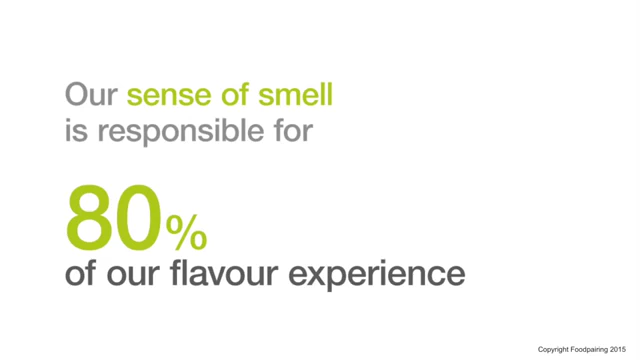 Our sense of smell
is responsible for
80%
of our flavour experience
Copyright Foodpairing 2015